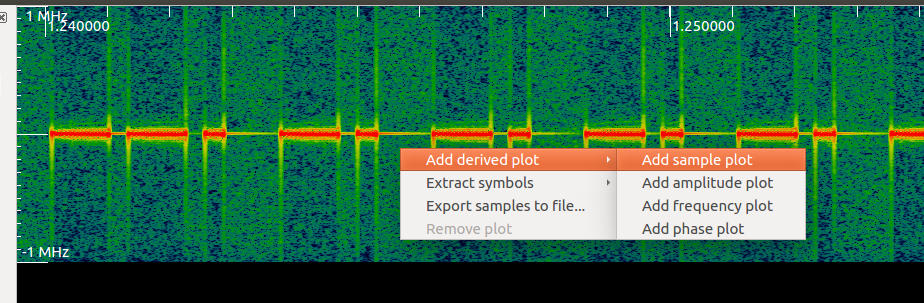 1 MHz
1.240000
1.250000
Add derived plot
Add sample plot
Extract symbols
Add amplitude plot
Export samples to file...
Add frequency plot
Remove plot
Add phase plot
-1 MHz